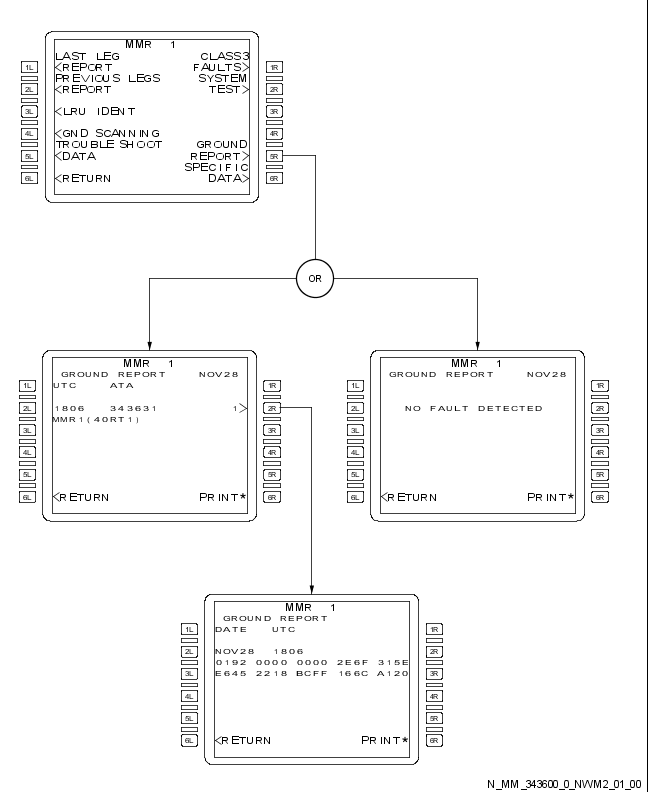 MMR 1
LAST LEG CLASS3
1L <REPORT FAULTS> 1R
PREVIOUS LEGS SYSTEM
2L <REPORT TEST> 2R
3L <LRU IDENT 3R
4L <GND SCANNING 4R
TROUBLE SHOOT GROUND
5L <DATA REPORT> 5R
SPECIFIC
6L <RETURN DATA> 6R
OR
MMR 1
GROUND REPORT NOV28
1L UTC ATA 1R
2L 1806 343631 1> 2R
MMR1(40RT1)
3L 3R
4L 4R
5L 5R
6L <RETURN PRINT* 6R
MMR 1
GROUND REPORT NOV28
1L 1R
2L NO FAULT DETECTED 2R
3L 3R
4L 4R
5L 5R
6L <RETURN PRINT* 6R
MMR 1
GROUND REPORT
1L DATE UTC 1R
2L NOV28 1806 2R
0192 0000 0000 2E6F 315E
3L E645 2218 BCFF 166C A120 3R
4L 4R
5L 5R
6L <RETURN PRINT* 6R
N_MM_343600_0_NWM2_01_00